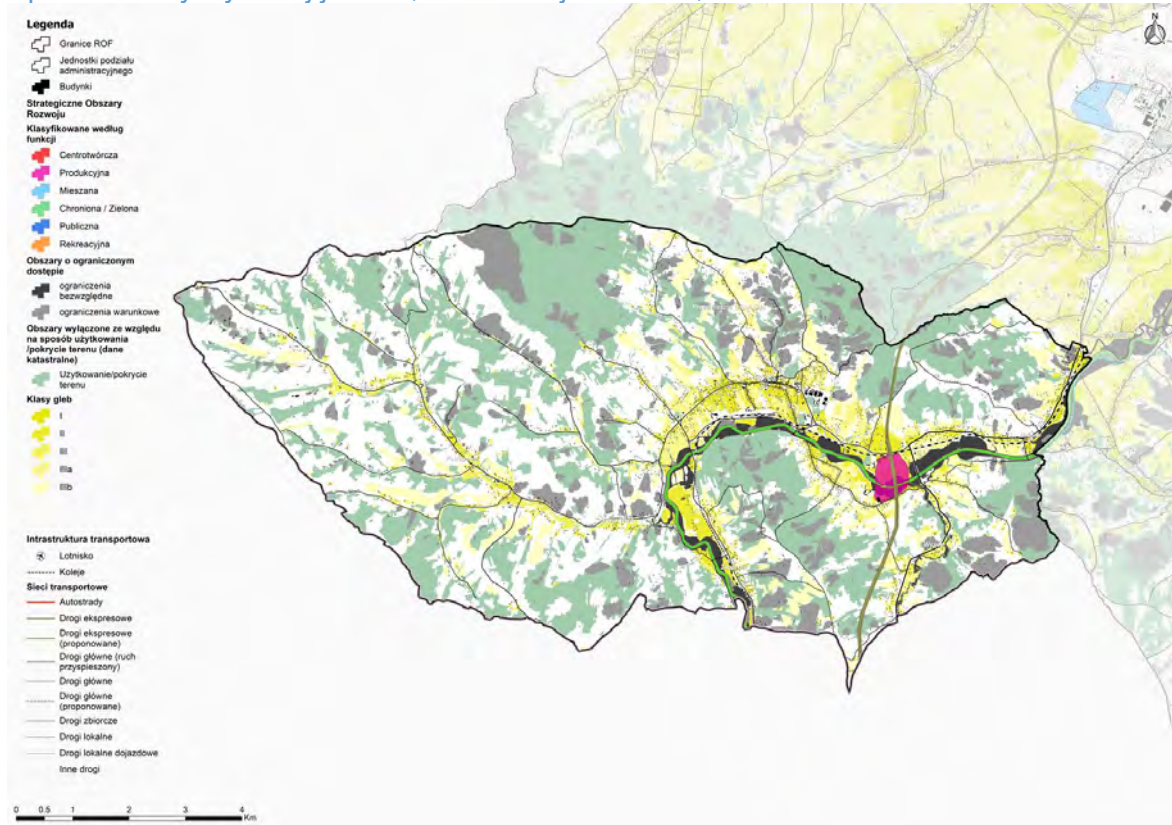 Legenda
Granice ROF
Jednostki podziału
administracyjnego
Budynki
Strategiczne Obszary
Rozwoju
Klasyfikowane według
funkcji
Centrotwórcza
Produkcyjna
Mieszana
Chroniona / Zielona
Publiczna
Rekreacyjna
Obszary o ograniczonym
dostępie
ograniczenia
bezwzględne
ograniczenia warunkowe
Obszary wyłączone ze względu
na sposób użytkowania
/pokrycie terenu (dane
katastralne)
Użytkowanie/pokrycie
terenu
Klasy gleb
I
II
III
IIIa
IIIb
Intrastruktura transportowa
Lotnisko
Koleje
Sieci transportowe
Autostrady
Drogi ekspresowe
Drogi ekspresowe
(proponowane)
Drogi główne (ruch
przyspieszony)
Drogi główne
Drogi główne
(proponowane)
Drogi zbiorcze
Drogi lokalne
Drogi lokalne dojazdowe
Inne drogi
0 0.5 1 2 3 4
Km
N